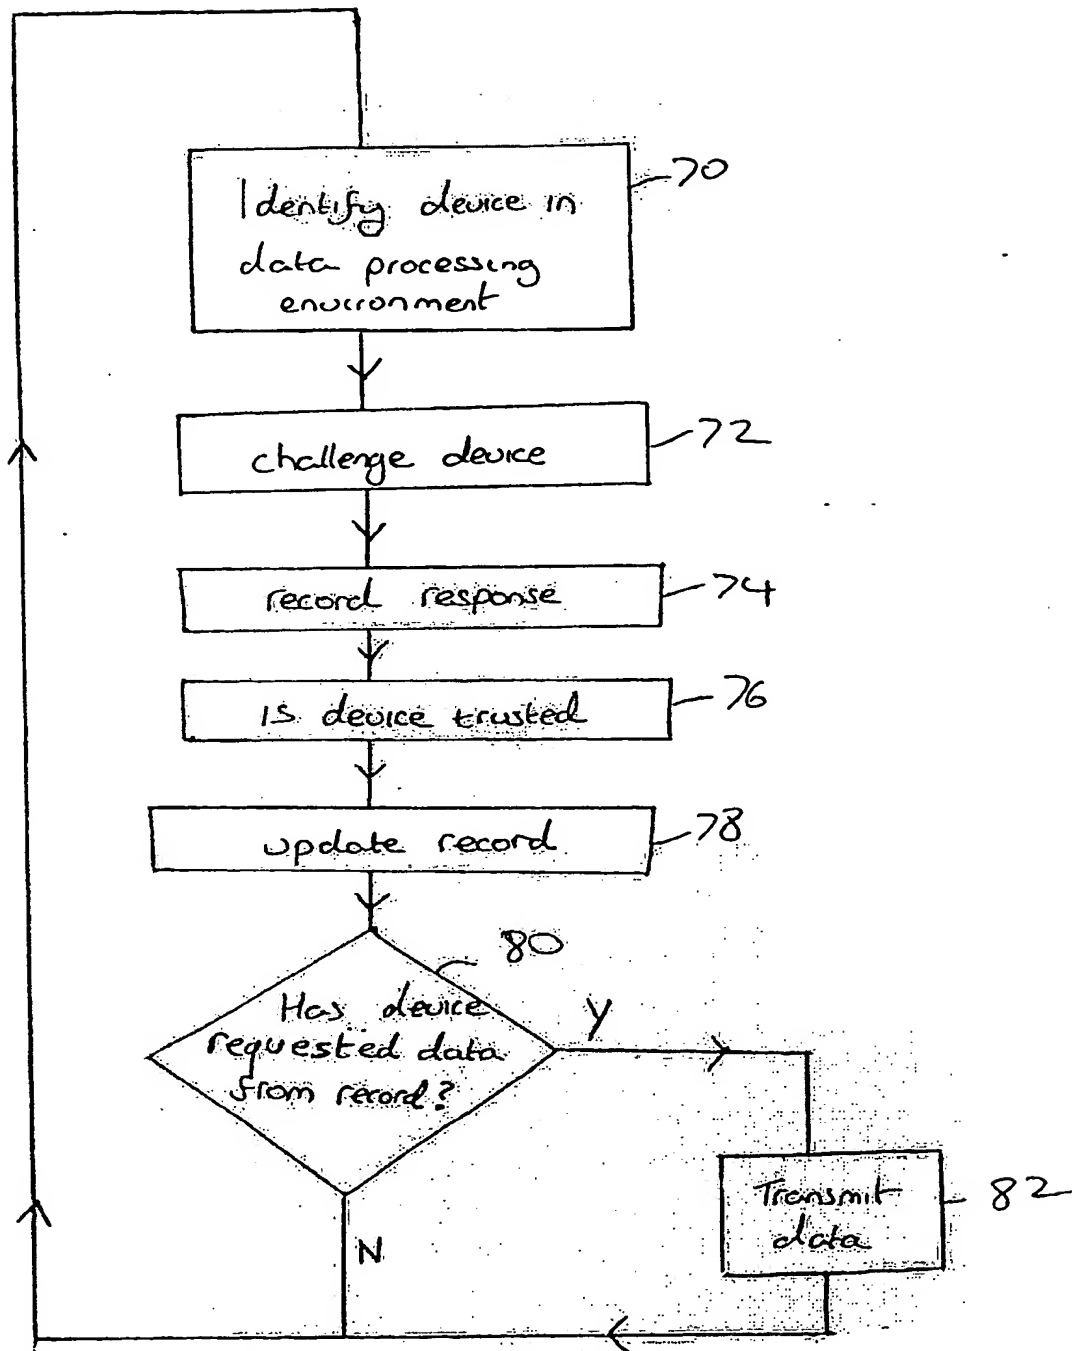 Identify device in
data processing
environment
70
challenge device
72
record response
74
is device trusted
76
update record
78
80
Has device
requested data
from record?
Y
N
Transmit
data
82